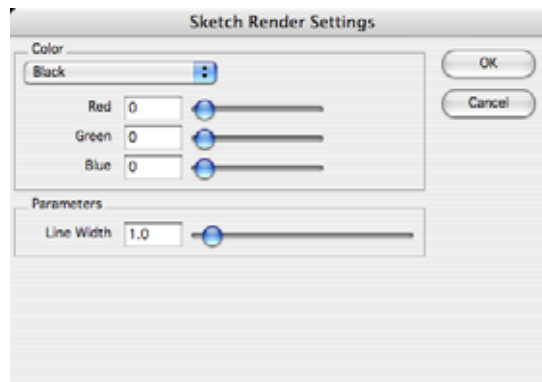 Sketch Render Settings
Color
Black
Red 0
Green 0
Blue 0
OK
Cancel
Parameters
Line Width 1.0